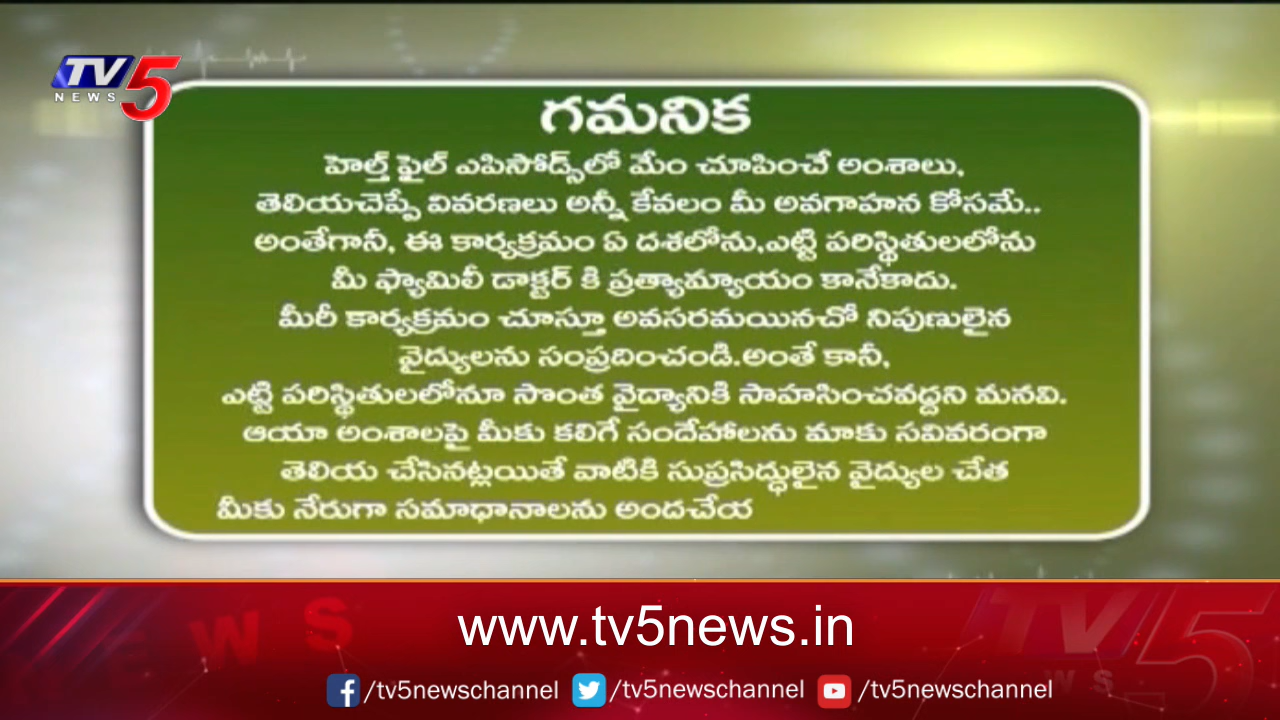 TV5
NEWS
గమనిక
హెల్త్ ఫైల్ ఎపిసోడ్స్‌లో మేం చూపించే అంశాలు,
తెలియచెప్పే వివరణలు అన్నీ కేవలం మీ అవగాహన కోసమే..
అంతేగానీ, ఈ కార్యక్రమం ఏ దశలోను,ఎట్టి పరిస్థితులలోను
మీ ఫ్యామిలీ డాక్టర్ కి ప్రత్యామ్యాయం కానేకాదు.
మీరీ కార్యక్రమం చూస్తూ అవసరమయినచో నిపుణులైన
వైద్యులను సంప్రదించండి.అంతే కానీ,
ఎట్టి పరిస్థితులలోనూ సొంత వైద్యానికి సాహసించవద్దని మనవి.
ఆయా అంశాలపై మీకు కలిగే సందేహాలను మాకు సవివరంగా
తెలియ చేసినట్లయితే వాటికి సుప్రసిద్ధులైన వైద్యుల చేత
మీకు నేరుగా సమాధానాలను అందచేయ
www.tv5news.in
/tv5newschannel /tv5newschannel /tv5newschannel